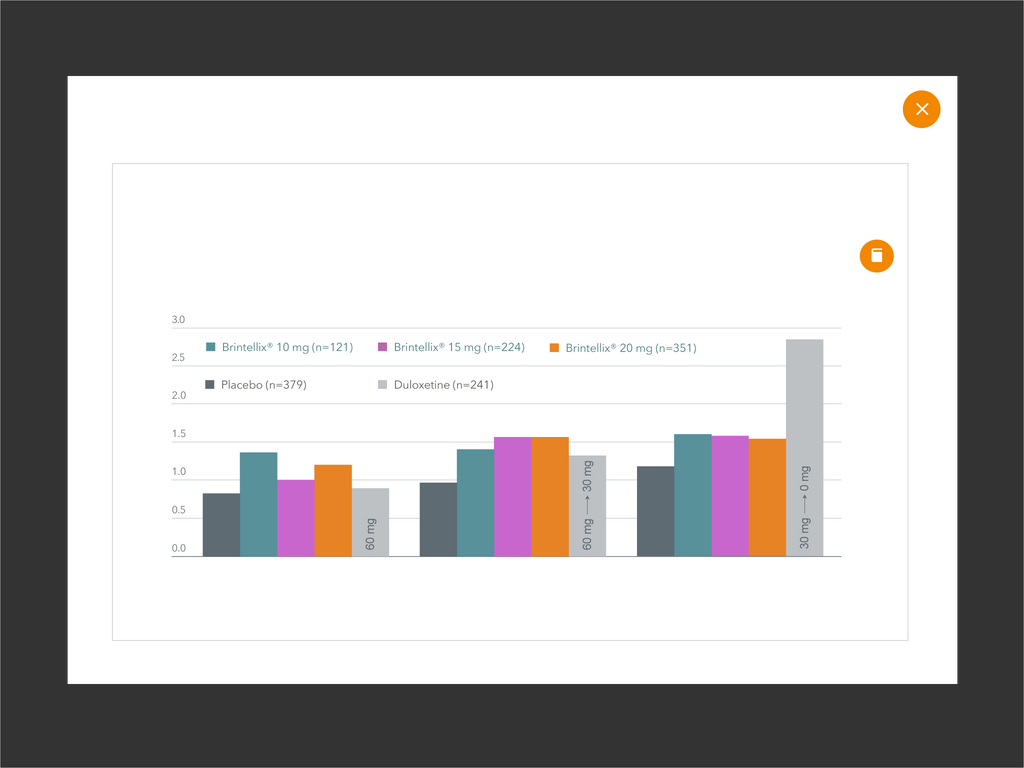 3.0
Brintellix® 10 mg (n=121) Brintellix® 15 mg (n=224) Brintellix® 20 mg (n=351)
2.5
Placebo (n=379) Duloxetine (n=241)
2.0
1.5
1.0
0.5
0.0
60 mg
60 mg → 30 mg
30 mg → 0 mg